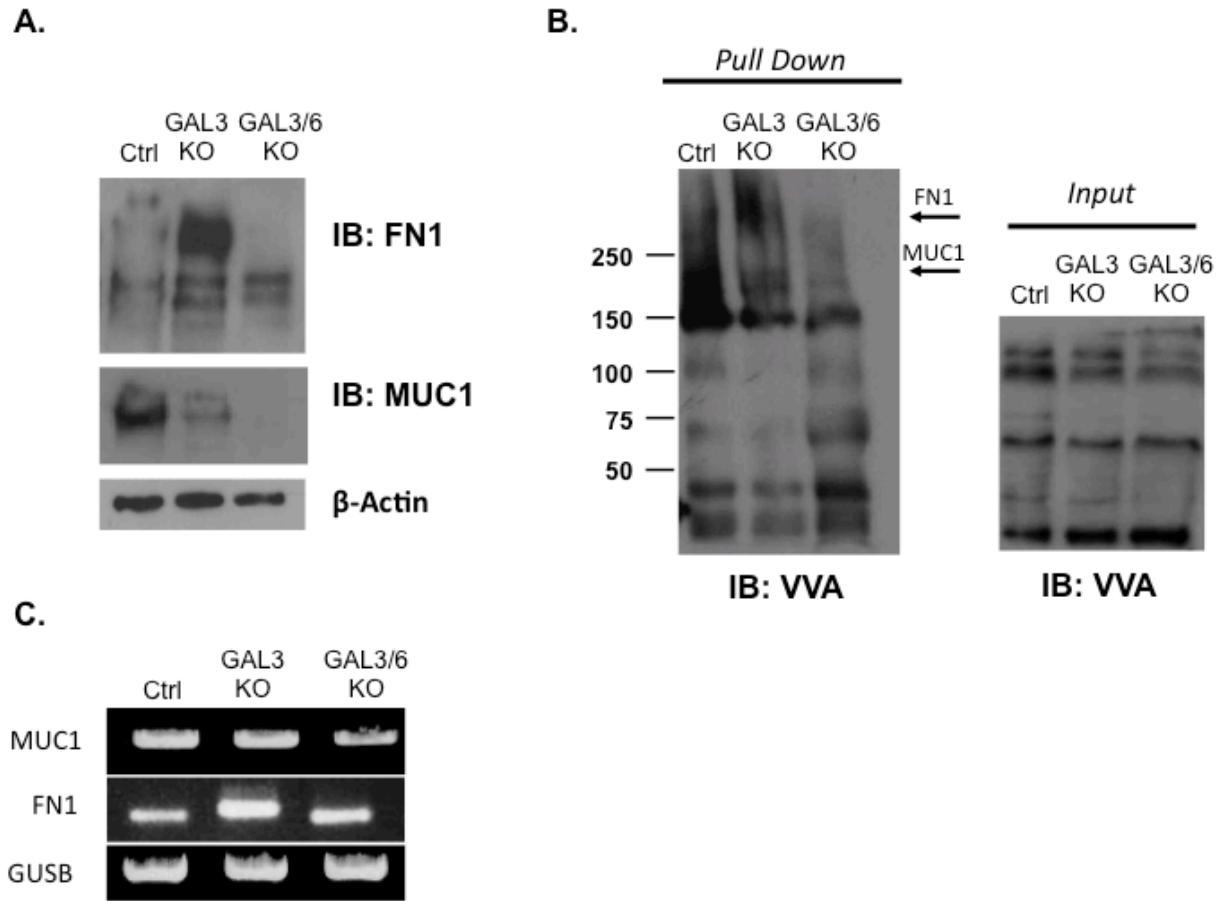 A.
GAL3 GAL3/6
Ctrl KO KO
IB: FN1
IB: MUC1
β-Actin
B.
Pull Down
GAL3 GAL3/6
Ctrl KO KO
FN1
MUC1
250
150
100
75
50
IB: VVA
Input
GAL3 GAL3/6
Ctrl KO KO
IB: VVA
C.
GAL3 GAL3/6
Ctrl KO KO
MUC1
FN1
GUSB